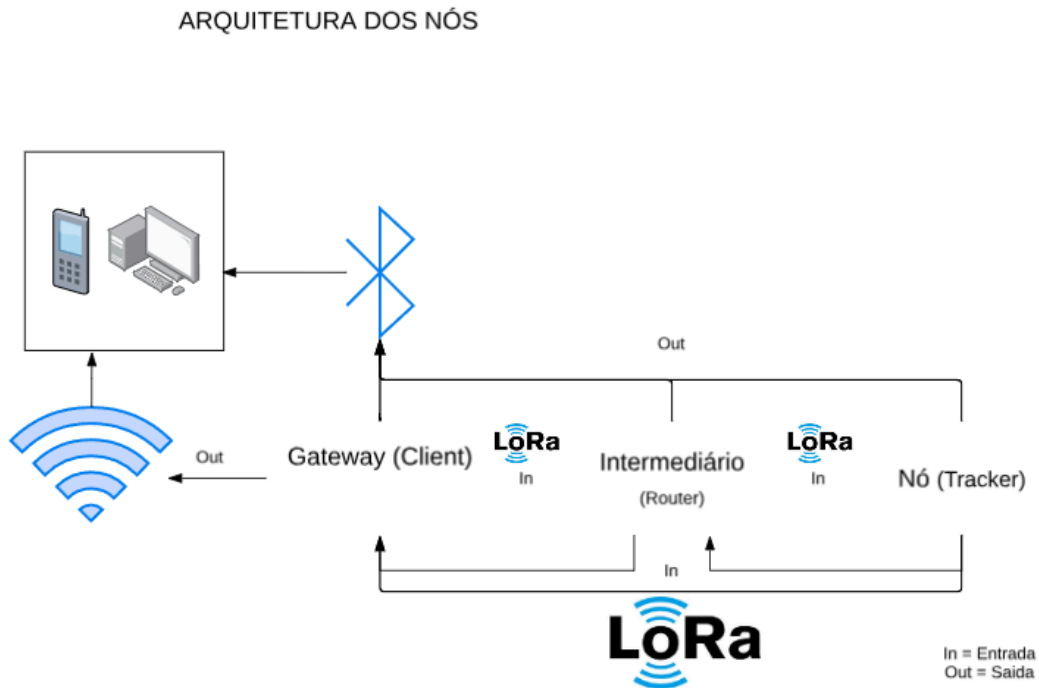 ARQUITETURA DOS NÓS
Out
Out
Gateway (Client)
LoRa
In
Intermediário
(Router)
LoRa
In
Nó (Tracker)
In
LoRa
In = Entrada
Out = Saida